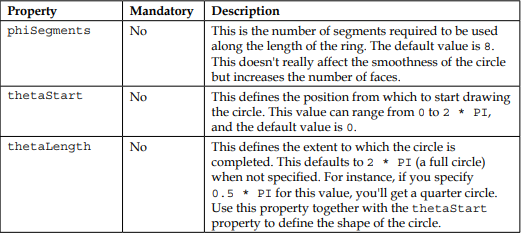 Property Mandatory Description
phiSegments No This is the number of segments required to be used
along the length of the ring. The default value is 8.
This doesn't really affect the smoothness of the circle
but increases the number of faces.
thetaStart No This defines the position from which to start drawing
the circle. This value can range from 0 to 2 * PI,
and the default value is 0.
thetaLength No This defines the extent to which the circle is
completed. This defaults to 2 * PI (a full circle)
when not specified. For instance, if you specify
0.5 * PI for this value, you'll get a quarter circle.
Use this property together with the thetaStart
property to define the shape of the circle.